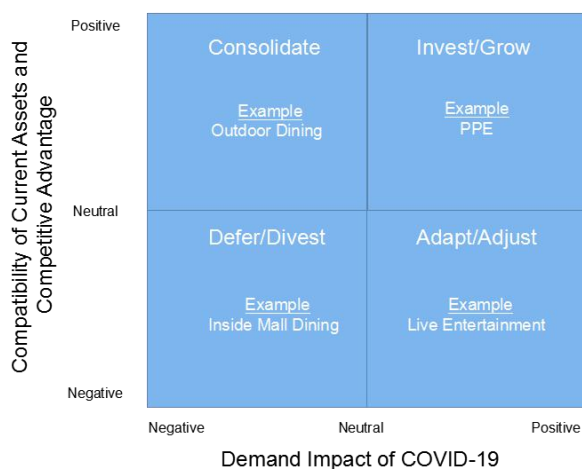 Positive
Consolidate
Invest/Grow
Example
Outdoor Dining
Example
PPE
Compatibility of Current Assets and
Competitive Advantage
Neutral
Defer/Divest
Adapt/Adjust
Example
Inside Mall Dining
Example
Live Entertainment
Negative
Negative
Neutral
Positive
Demand Impact of COVID-19